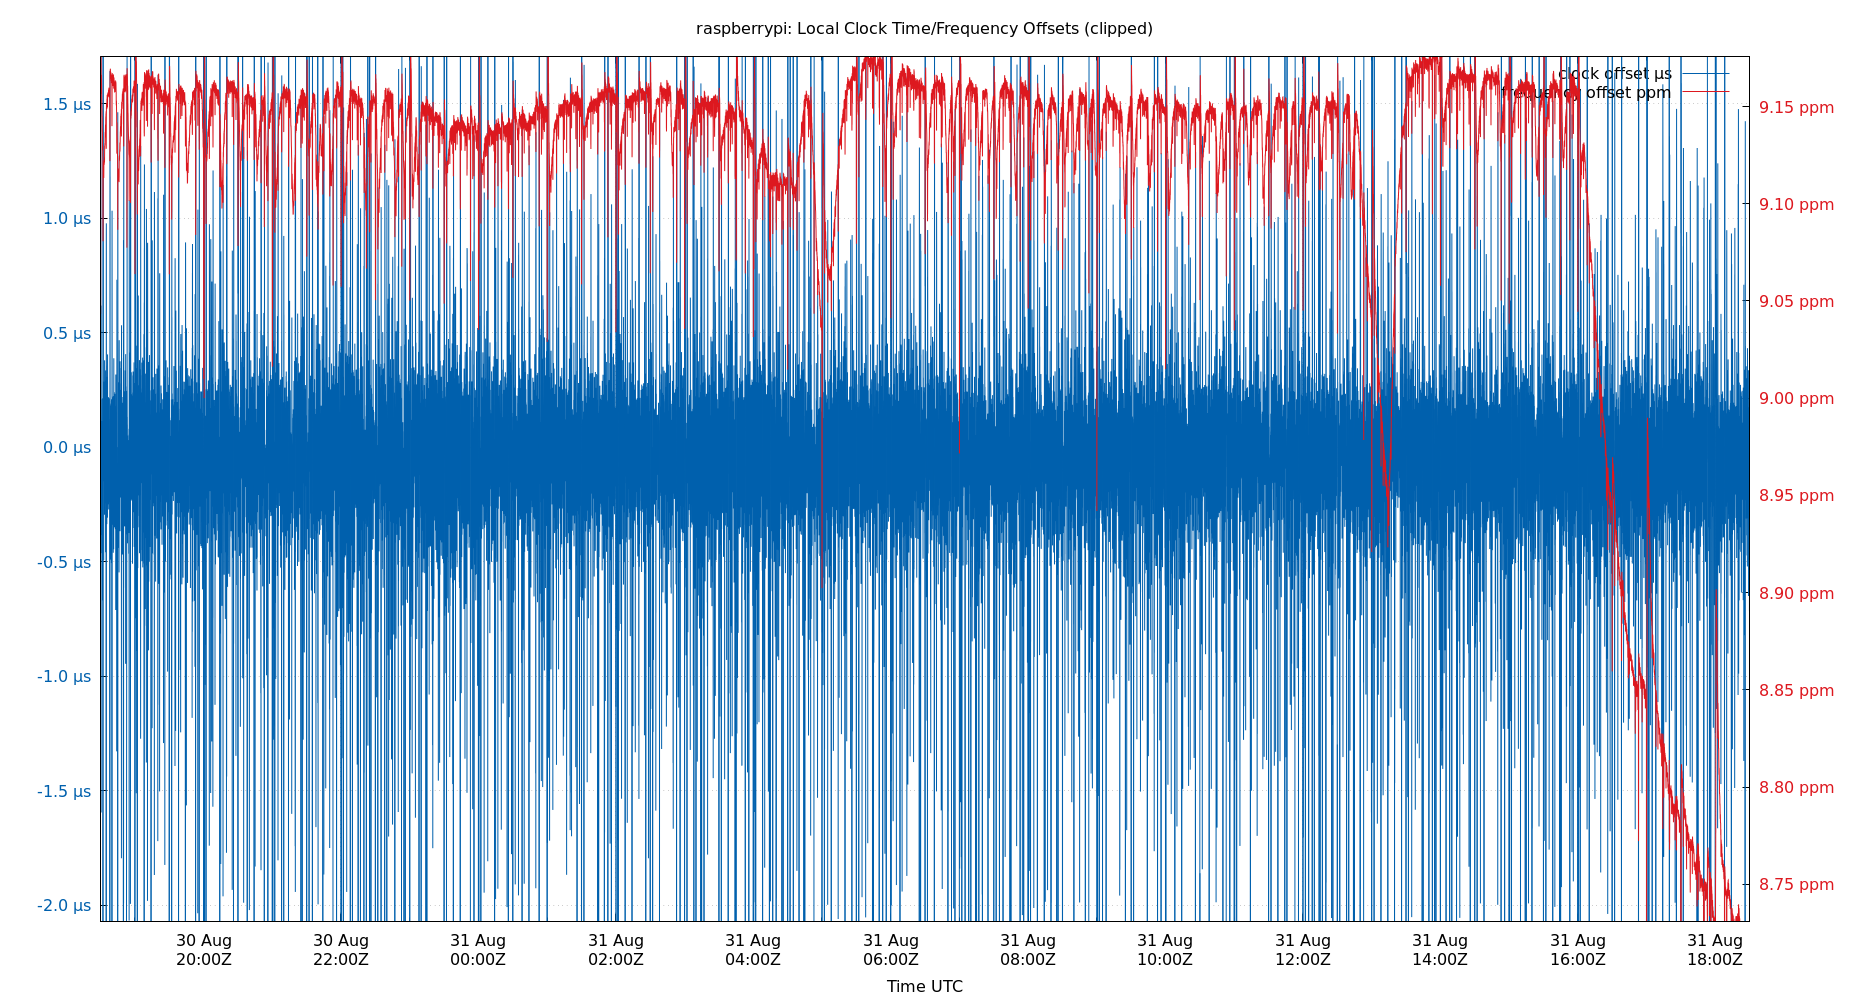 raspberrypi: Local Clock Time/Frequency Offsets (clipped)
clock offset µs
frequency offset ppm
1.5 µs
1.0 µs
0.5 µs
0.0 µs
-0.5 µs
-1.0 µs
-1.5 µs
-2.0 µs
9.15 ppm
9.10 ppm
9.05 ppm
9.00 ppm
8.95 ppm
8.90 ppm
8.85 ppm
8.80 ppm
8.75 ppm
30 Aug 30 Aug 31 Aug 31 Aug 31 Aug 31 Aug 31 Aug 31 Aug 31 Aug 31 Aug 31 Aug 31 Aug
20:00Z 22:00Z 00:00Z 02:00Z 04:00Z 06:00Z 08:00Z 10:00Z 12:00Z 14:00Z 16:00Z 18:00Z
Time UTC